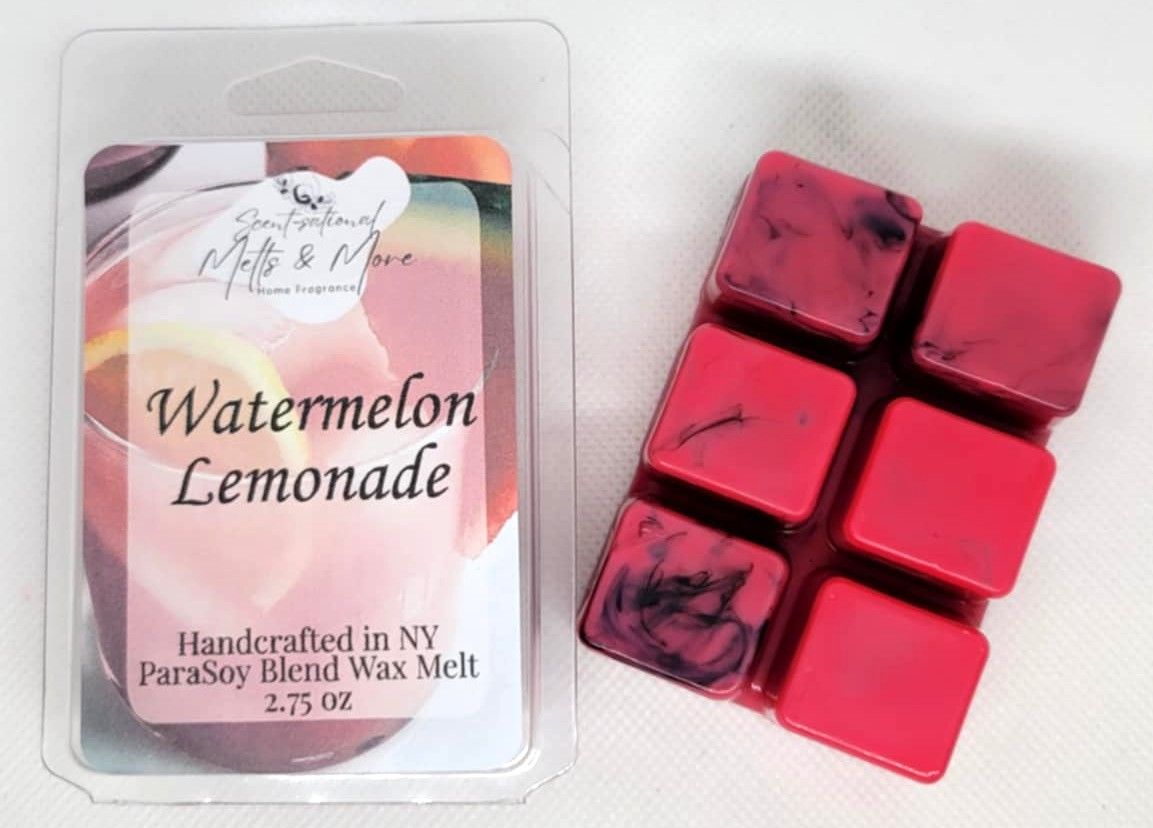 Scent-sational
Melts & More
Home Fragrance
Watermelon
Lemonade
Handcrafted in NY
ParaSoy Blend Wax Melt
2.75 oz